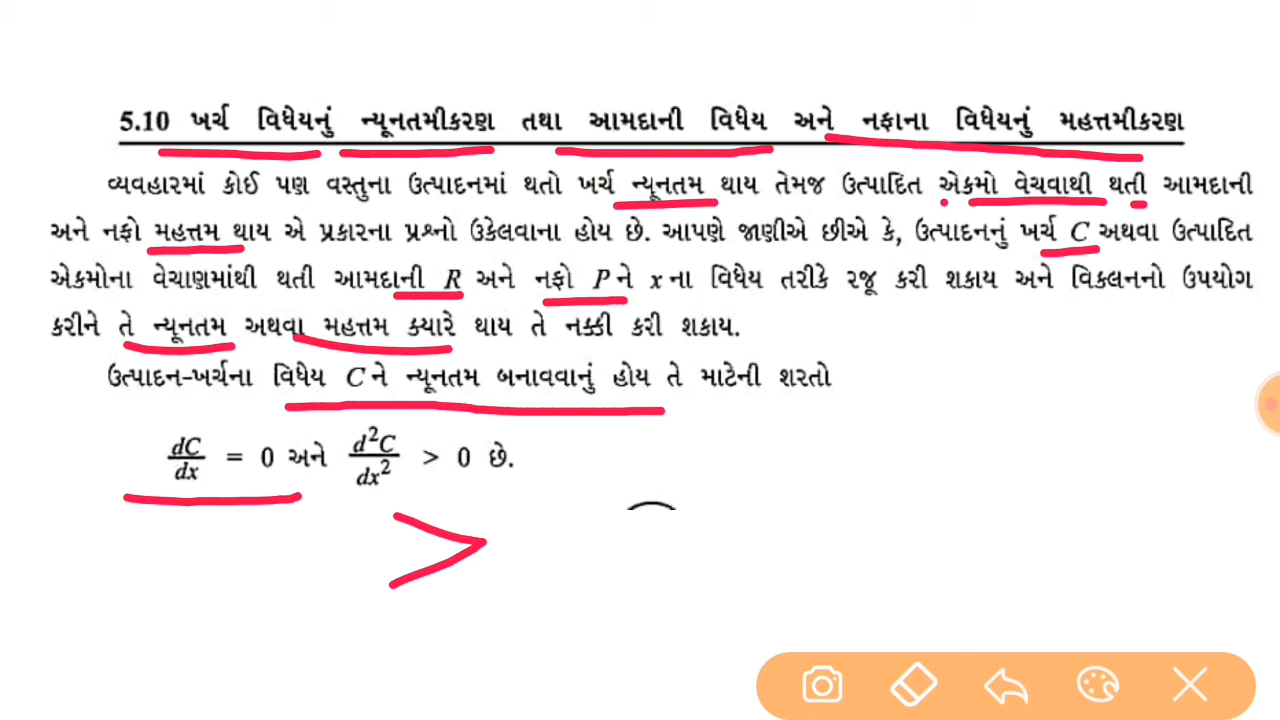 5.10 ખર્ચ વિધેયનું ન્યૂનતમીકરણ તથા આમદાની વિધેય અને નફાના વિધેયનું મહત્તમીકરણ
વ્યવહારમાં કોઈ પણ વસ્તુના ઉત્પાદનમાં થતો ખર્ચ ન્યૂનતમ થાય તેમજ ઉત્પાદિત એકમો વેચવાથી થતી આમદાની
અને નફો મહત્તમ થાય એ પ્રકારના પ્રશ્નો ઉકેલવાના હોય છે. આપણે જાણીએ છીએ કે, ઉત્પાદનનું ખર્ચ C અથવા ઉત્પાદિત
એકમોના વેચાણમાંથી થતી આમદાની R અને નફો P ને x ના વિધેય તરીકે રજૂ કરી શકાય અને વિકલનનો ઉપયોગ
કરીને તે ન્યૂનતમ અથવા મહત્તમ ક્યારે થાય તે નક્કી કરી શકાય.
ઉત્પાદન-ખર્ચના વિધેય C ને ન્યૂનતમ બનાવવાનું હોય તે માટેની શરતો
dC/dx = 0 અને d²C/dx² > 0 છે.
>